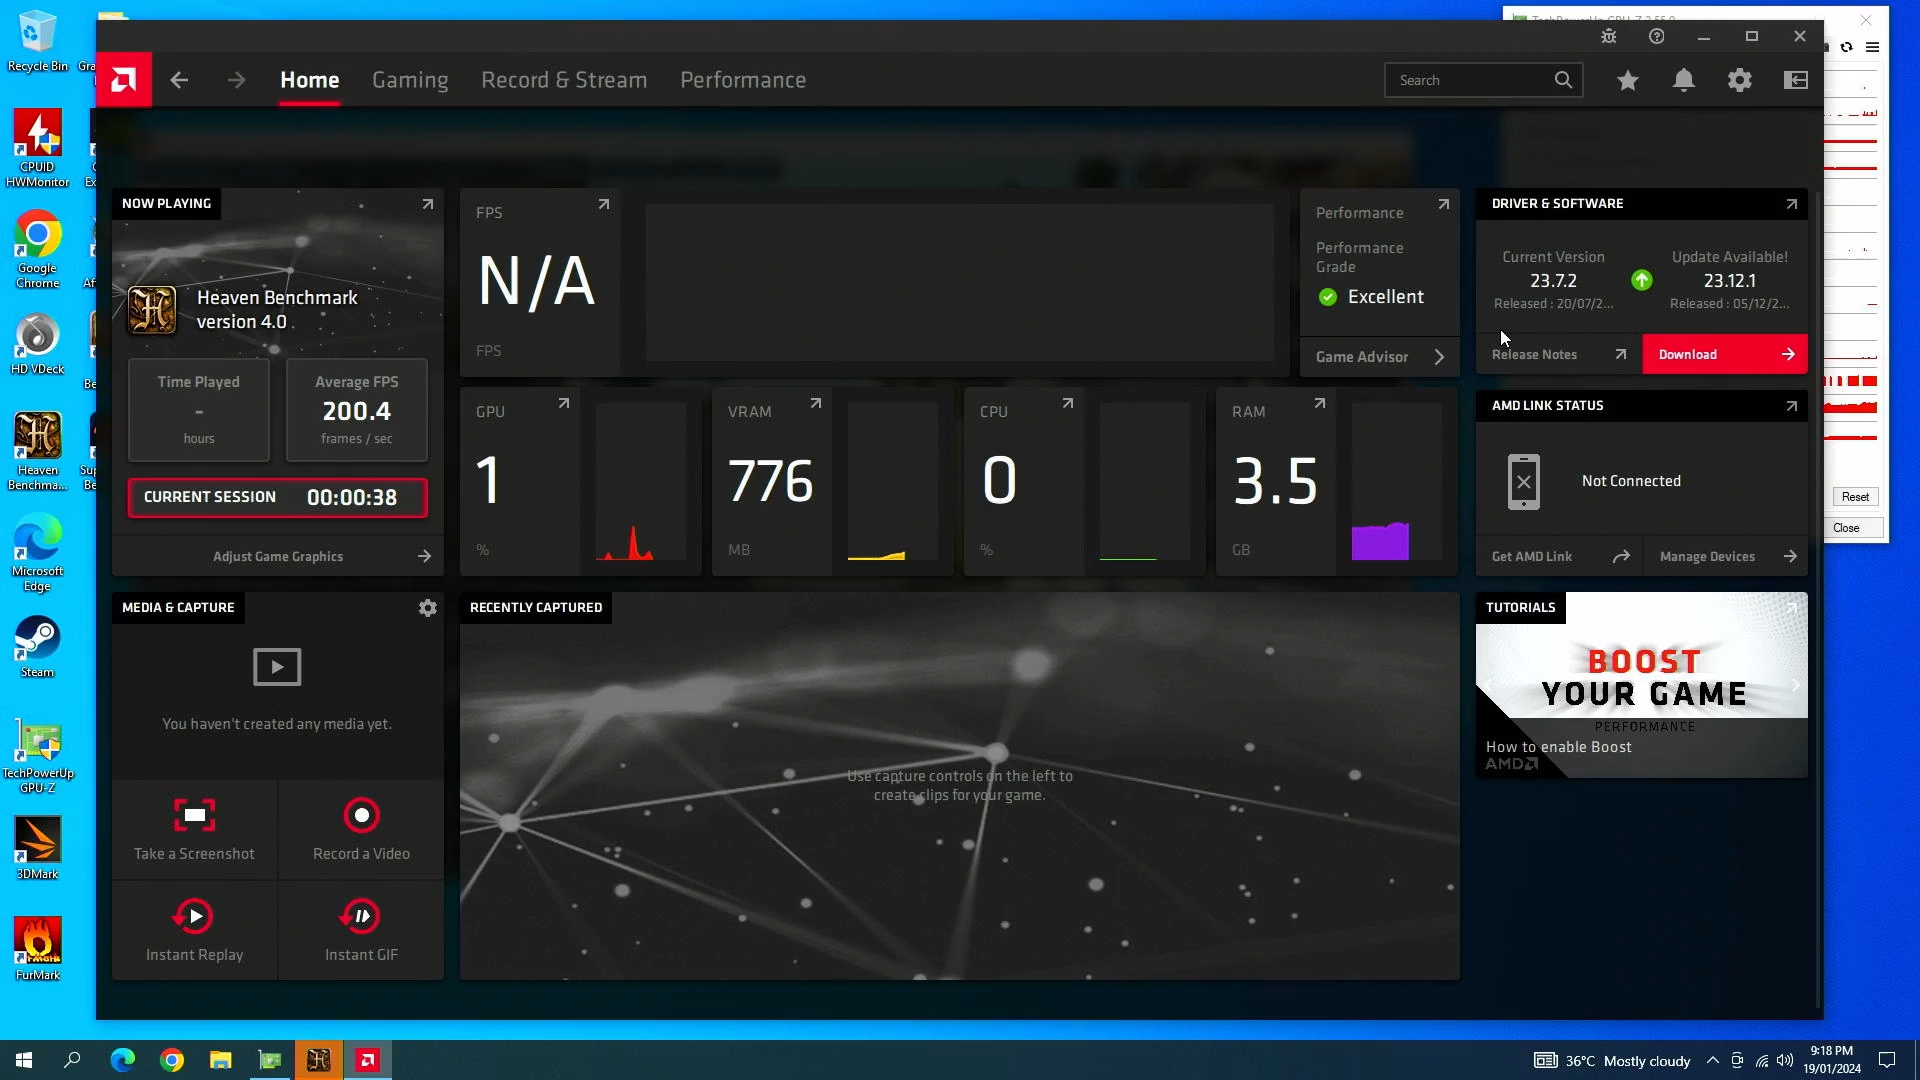 Recycle Bin
CPUID
HWMonitor
Google
Chrome
HD VDeck
Heaven
Benchma...
Microsoft
Edge
Steam
TechPowerUp
GPU-Z
3DMark
FurMark
Home
Gaming
Record & Stream
Performance
Search
NOW PLAYING
Heaven Benchmark
version 4.0
Time Played
-
hours
Average FPS
200.4
frames / sec
CURRENT SESSION 00:00:38
Adjust Game Graphics
FPS
N/A
FPS
Performance
Performance
Grade
Excellent
Game Advisor
GPU
1
%
VRAM
776
MB
CPU
0
%
RAM
3.5
GB
DRIVER & SOFTWARE
Current Version
23.7.2
Released : 20/07/2...
Update Available!
23.12.1
Released : 05/12/2...
Release Notes
Download
AMD LINK STATUS
Not Connected
Get AMD Link
Manage Devices
MEDIA & CAPTURE
You haven't created any media yet.
Take a Screenshot
Record a Video
Instant Replay
Instant GIF
RECENTLY CAPTURED
Use capture controls on the left to
create clips for your game.
TUTORIALS
BOOST
YOUR GAME
PERFORMANCE
How to enable Boost
AMD
Reset
Close
36°C Mostly cloudy
9:18 PM
19/01/2024